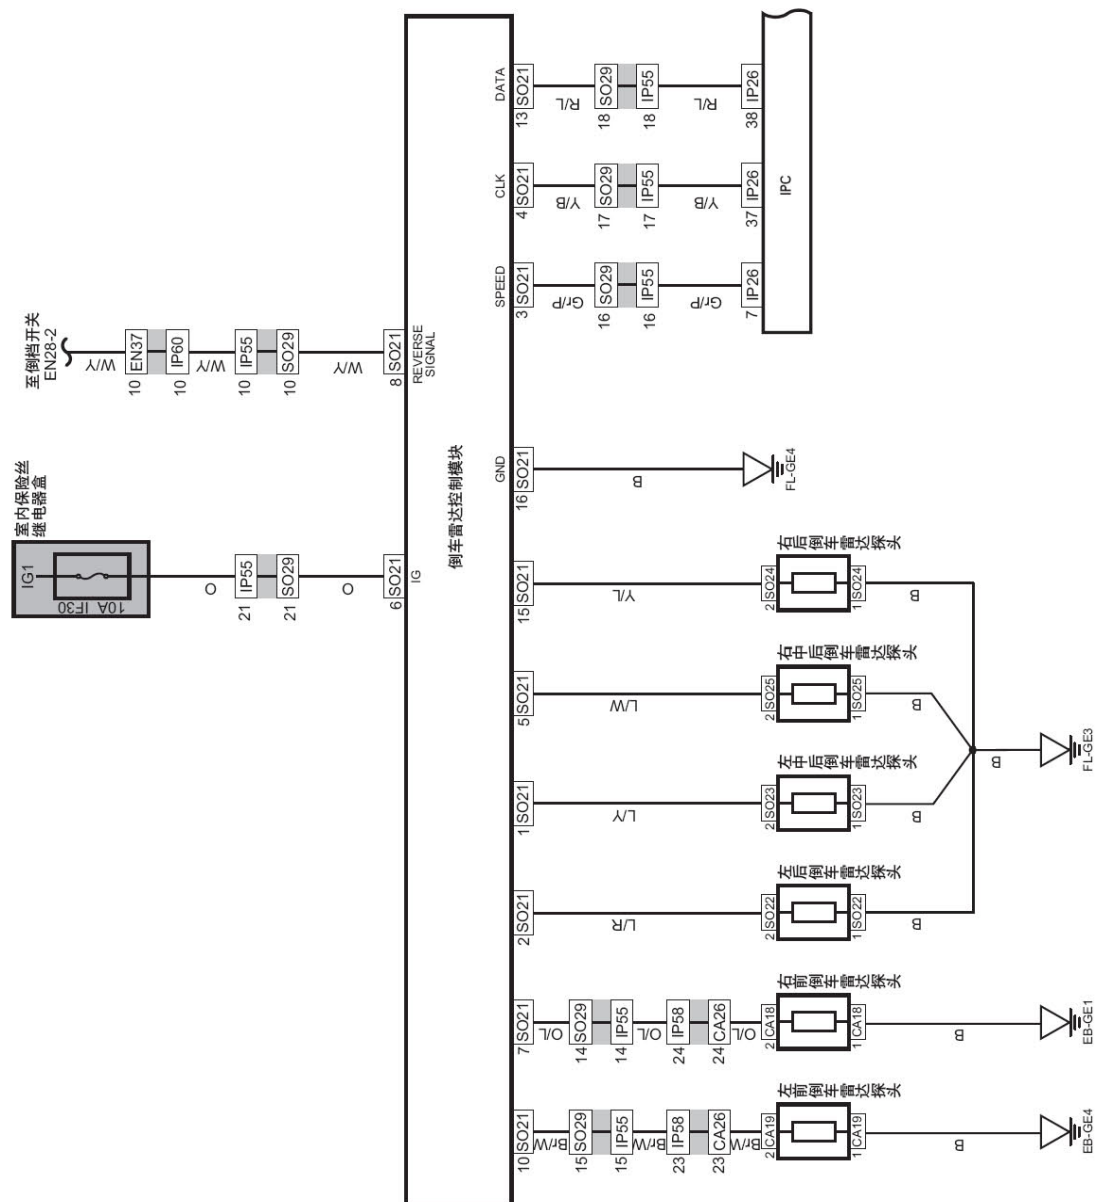 DATA
13 SO21
R/L
18 SO29
18 IP55
R/L
38 IP26
CLK
4 SO21
Y/B
17 SO29
17 IP55
Y/B
37 IP26
IPC
SPEED
3 SO21
Gr/P
16 SO29
16 IP55
Gr/P
7 IP26
至倒档开关
EN28-2
W/Y
10 EN37
10 IP60
W/Y
10 IP55
10 SO29
W/Y
8 SO21
REVERSE
SIGNAL
GND
16 SO21
B
FL-GE4
室内保险丝
继电器盒
IG1
10A IF30
O
21 IP55
21 SO29
O
6 SO21
IG
倒车雷达控制模块
15 SO21
Y/L
右后倒车雷达探头
2 SO24
1 SO24
B
5 SO21
L/W
右中后倒车雷达探头
2 SO25
1 SO25
B
1 SO21
L/Y
左中后倒车雷达探头
2 SO23
1 SO23
B
B
FL-GE3
2 SO21
L/R
左后倒车雷达探头
2 SO22
1 SO22
B
7 SO21
O/L
14 SO29
14 IP55
O/L
24 IP58
24 CA26
O/L
右前倒车雷达探头
2 CA18
1 CA18
B
EB-GE1
10 SO21
Br/W
15 SO29
15 IP55
Br/W
23 IP58
23 CA26
Br/W
左前倒车雷达探头
2 CA19
1 CA19
B
EB-GE4